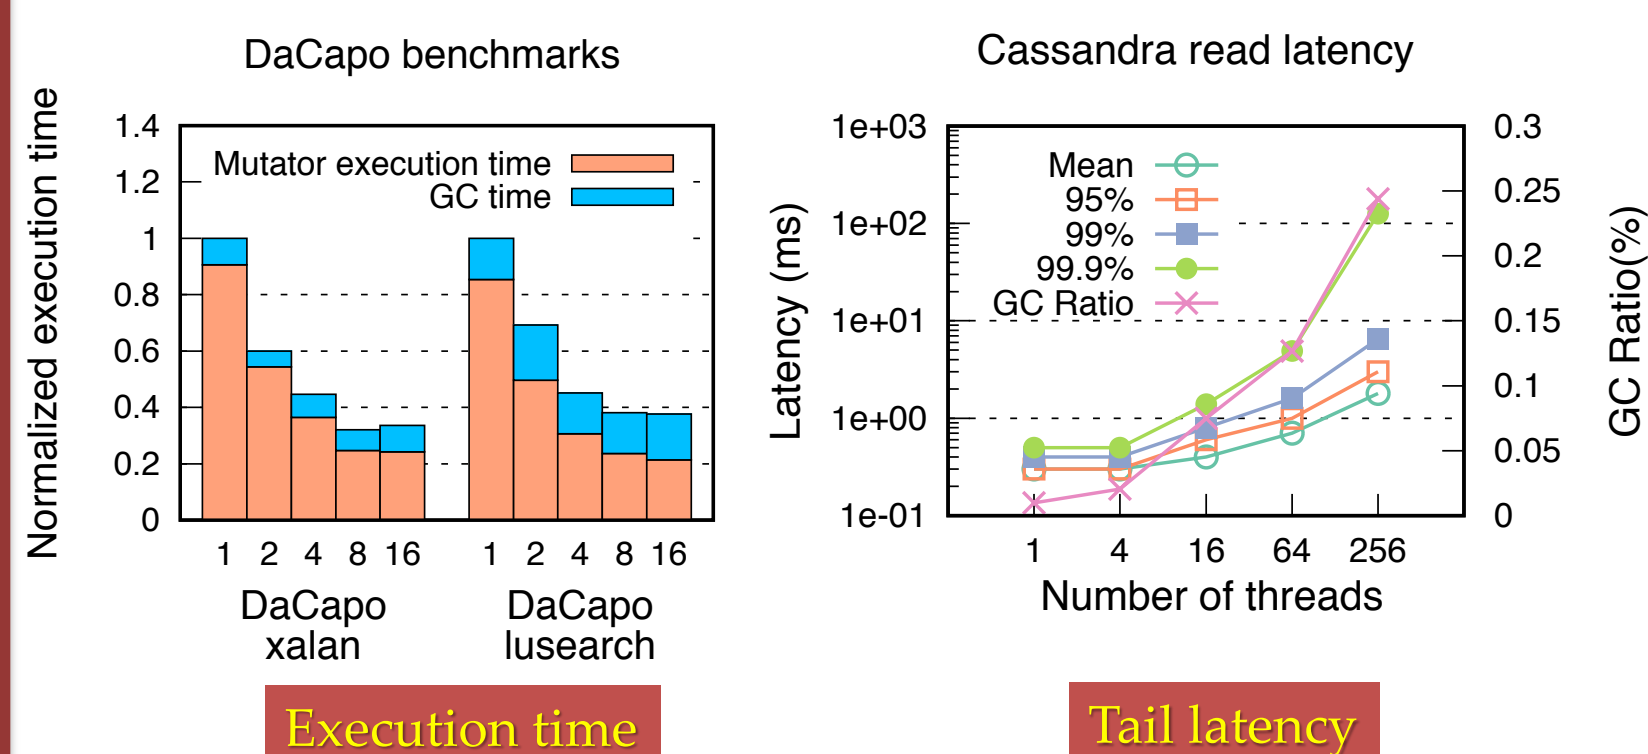 DaCapo benchmarks
Normalized execution time
1.4
1.2
1
0.8
0.6
0.4
0.2
0
Mutator execution time
GC time
1 2 4 8 16
1 2 4 8 16
DaCapo
xalan
DaCapo
lusearch
Execution time
Cassandra read latency
Latency (ms)
1e+03
1e+02
1e+01
1e+00
1e-01
Mean
95%
99%
99.9%
GC Ratio
0.3
0.25
0.2
0.15
0.1
0.05
0
GC Ratio(%)
1 4 16 64 256
Number of threads
Tail latency